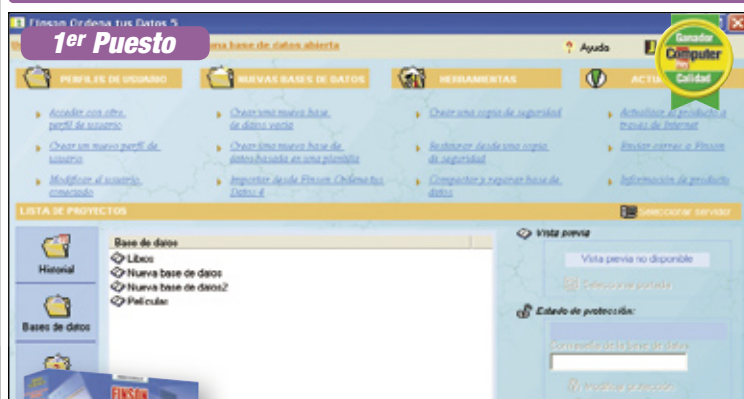 Finson Ordena tus Datos 5
1er Puesto
una base de datos abierta
Ayuda
Ganador
Computer
Calidad
PERFILES DE USUARIO
NUEVAS BASES DE DATOS
HERRAMIENTAS
Acceder con otro
perfil de usuario
Crear un nuevo perfil de
usuario
Modificar el usuario
conectado
Crear una nueva base
de datos vacía
Crear una nueva base de
datos basada en una plantilla
Importar desde Finson Ordena tus
Datos 4
Crear una copia de seguridad
Restaurar desde una copia
de seguridad
Compactar y reparar base de
datos
Actualizar el producto a
través de Internet
Enviar correo a Finson
Información de producto
LISTA DE PROYECTOS
Seleccionar servidor
Historial
Bases de datos
Base de datos
Libros
Nueva base de datos
Nueva base de datos2
Películas
Vista previa
Vista previa no disponible
Seleccionar portada
Estado de protección:
Contraseña de la base de datos
Modificar protección
FINSON